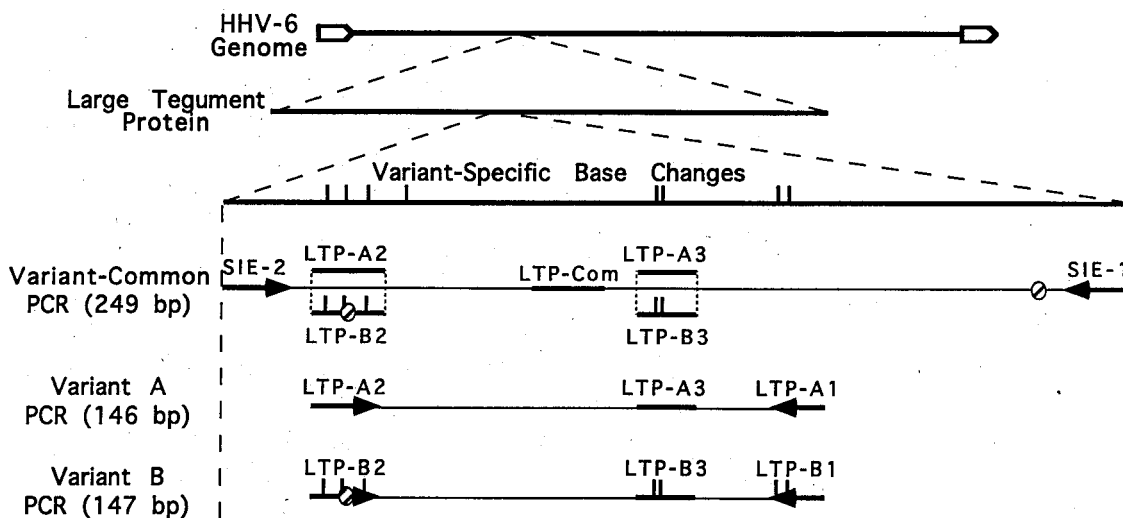 HHV-6
Genome
Large Tegument
Protein
Variant-Specific Base Changes
Variant-Common
PCR (249 bp)
SIE-2
LTP-A2
LTP-Com
LTP-A3
SIE-1
LTP-B2
LTP-B3
Variant A
PCR (146 bp)
LTP-A2
LTP-A3
LTP-A1
Variant B
PCR (147 bp)
LTP-B2
LTP-B3
LTP-B1